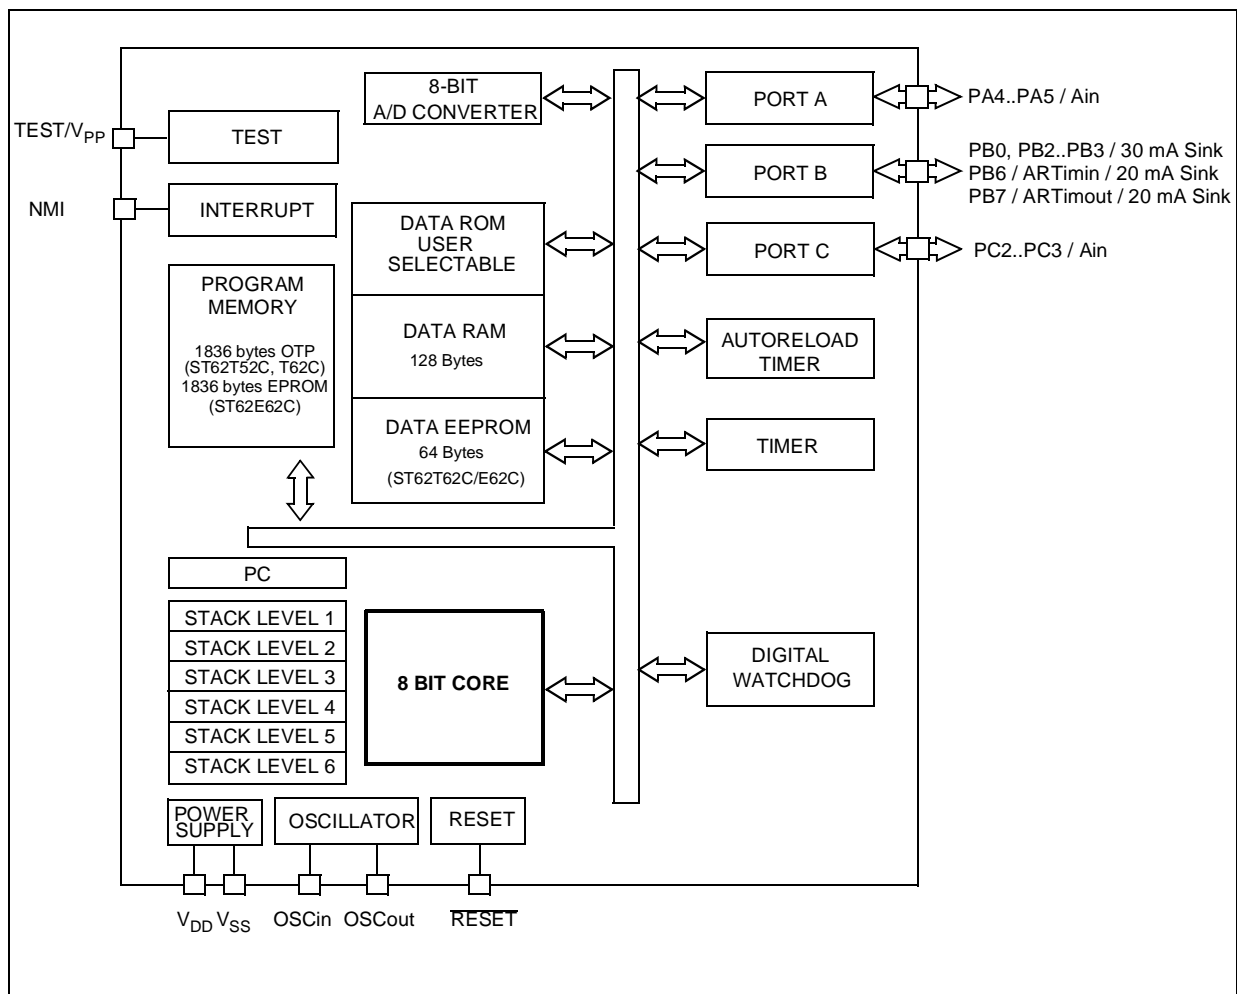 8-BIT
A/D CONVERTER
PORT A
PA4..PA5 / Ain
TEST/VPP
TEST
PORT B
PB0, PB2..PB3 / 30 mA Sink
PB6 / ARTimin / 20 mA Sink
PB7 / ARTimout / 20 mA Sink
NMI
INTERRUPT
DATA ROM
USER
SELECTABLE
PORT C
PC2..PC3 / Ain
PROGRAM
MEMORY
1836 bytes OTP
(ST62T52C, T62C)
1836 bytes EPROM
(ST62E62C)
DATA RAM
128 Bytes
AUTORELOAD
TIMER
DATA EEPROM
64 Bytes
(ST62T62C/E62C)
TIMER
PC
STACK LEVEL 1
STACK LEVEL 2
STACK LEVEL 3
STACK LEVEL 4
STACK LEVEL 5
STACK LEVEL 6
8 BIT CORE
DIGITAL
WATCHDOG
POWER
SUPPLY
OSCILLATOR
RESET
VDD VSS OSCin OSCout RESET